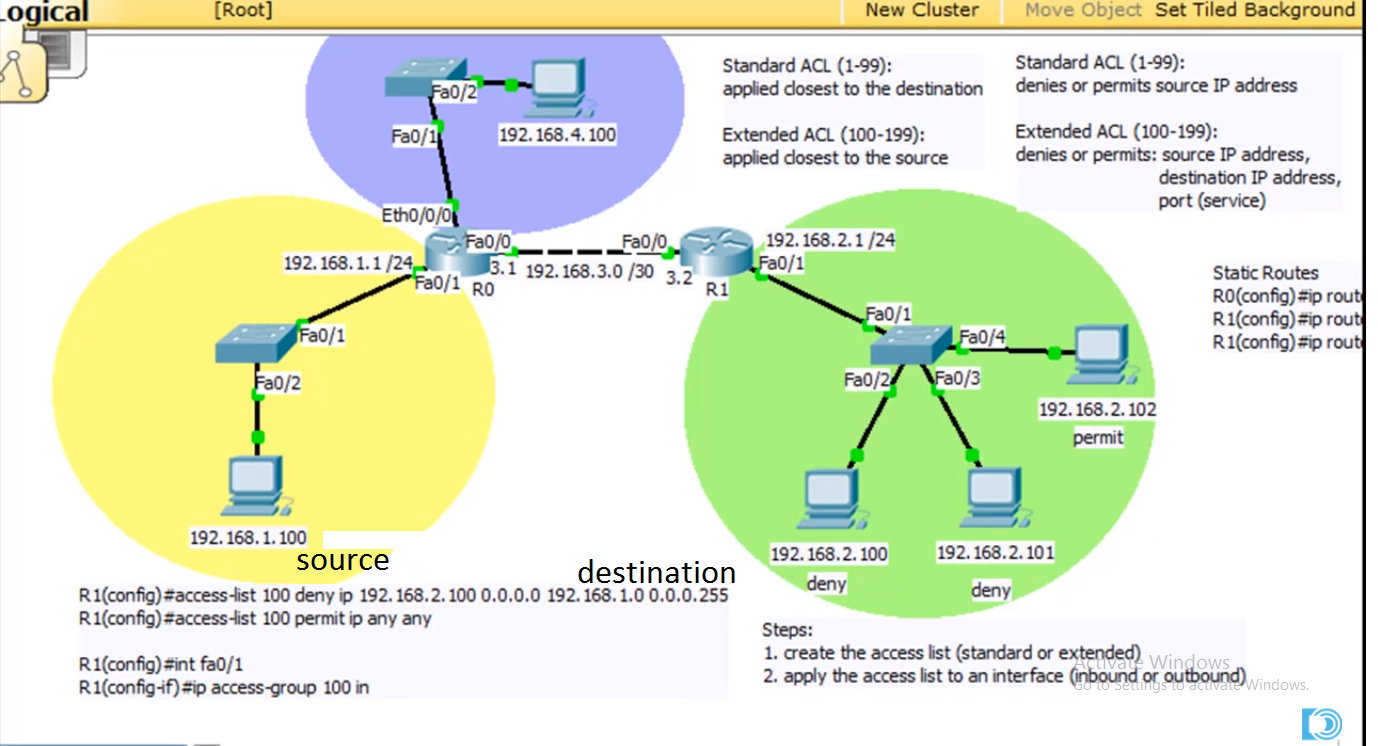 Logical
[Root]
New Cluster
Move Object
Set Tiled Background
Standard ACL (1-99):
applied closest to the destination
Extended ACL (100-199):
applied closest to the source
Standard ACL (1-99):
denies or permits source IP address
Extended ACL (100-199):
denies or permits: source IP address,
destination IP address,
port (service)
Fa0/2
Fa0/1
192.168.4.100
Eth0/0/0
Fa0/0
Fa0/0
192.168.2.1 /24
192.168.1.1 /24
3.1
192.168.3.0 /30
3.2
Fa0/1
Fa0/1
R0
R1
Static Routes
R0(config)#ip route
R1(config)#ip route
R1(config)#ip route
Fa0/1
Fa0/2
192.168.1.100
Fa0/1
Fa0/4
Fa0/2
Fa0/3
192.168.2.102
permit
192.168.2.100
deny
192.168.2.101
deny
source
destination
R1(config)#access-list 100 deny ip 192.168.2.100 0.0.0.0 192.168.1.0 0.0.0.255
R1(config)#access-list 100 permit ip any any
R1(config)#int fa0/1
R1(config-if)#ip access-group 100 in
Steps:
1. create the access list (standard or extended)
2. apply the access list to an interface (inbound or outbound)
Activate Windows
Go to Settings to activate Windows.